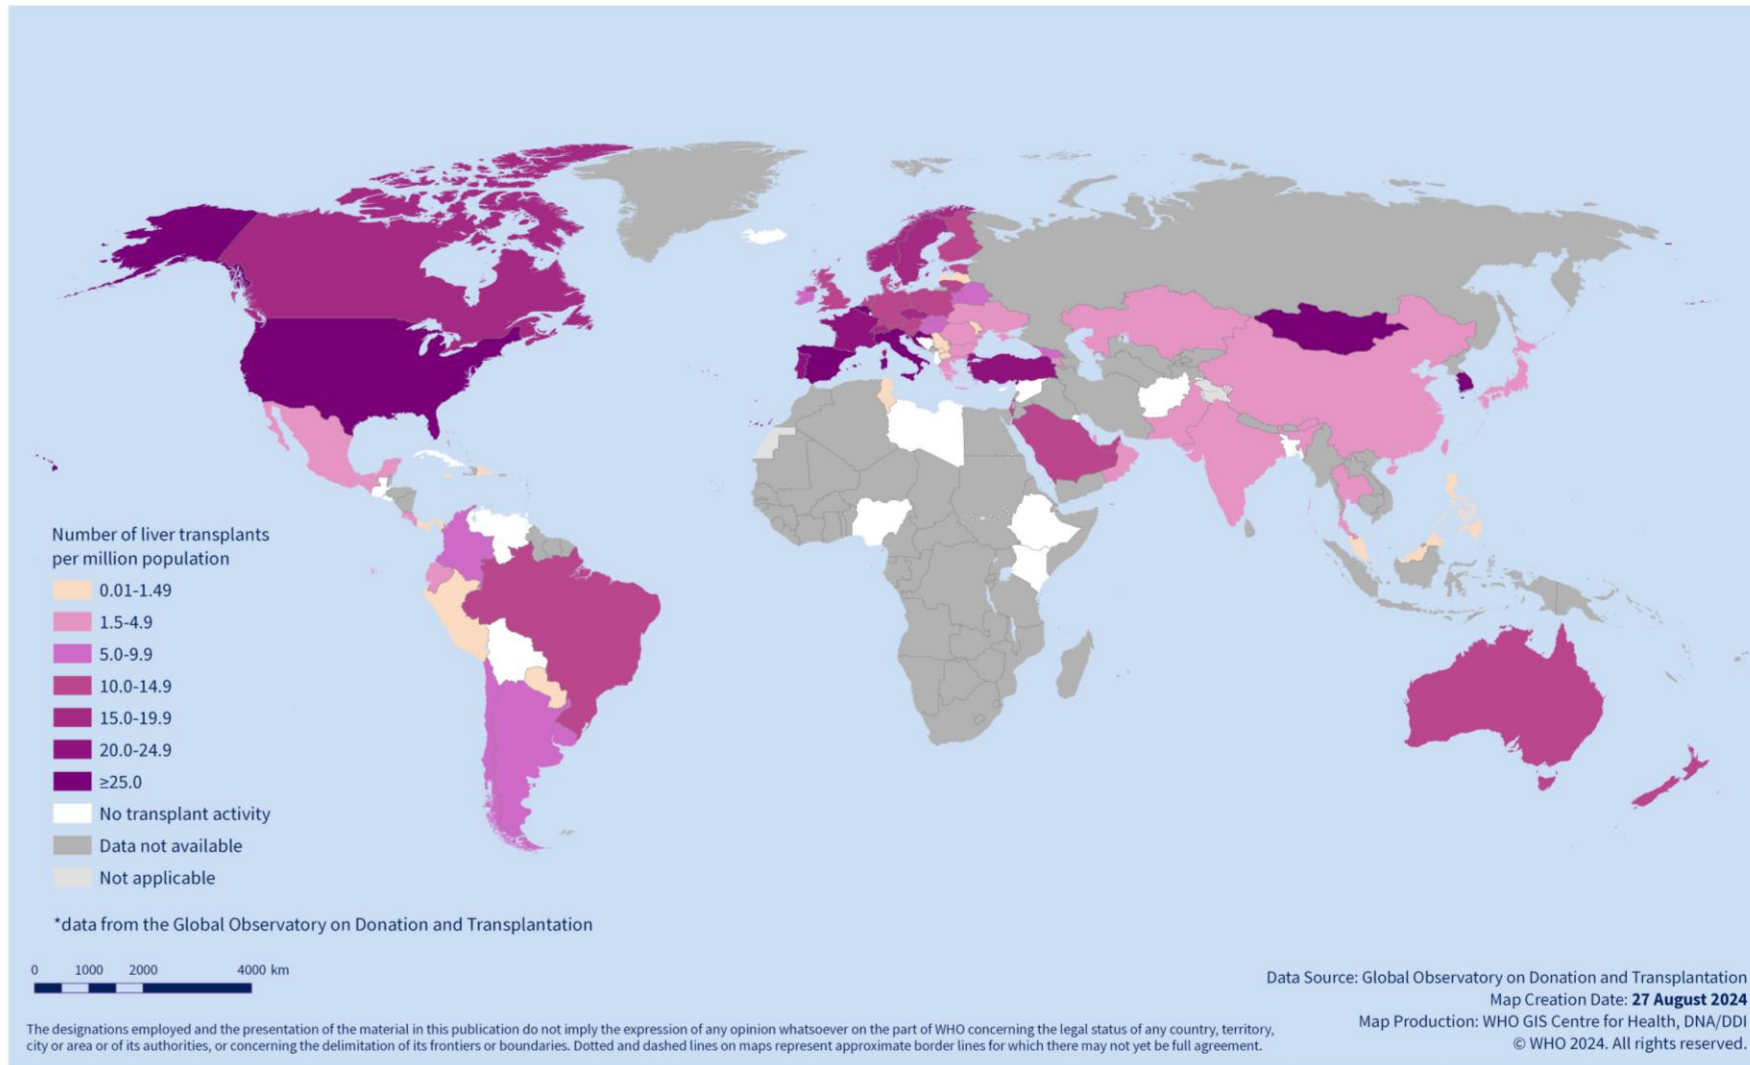 Number of liver transplants
per million population
0.01-1.49
1.5-4.9
5.0-9.9
10.0-14.9
15.0-19.9
20.0-24.9
≥25.0
No transplant activity
Data not available
Not applicable
*data from the Global Observatory on Donation and Transplantation
0 1000 2000 4000 km
Data Source: Global Observatory on Donation and Transplantation
Map Creation Date: 27 August 2024
Map Production: WHO GIS Centre for Health, DNA/DDI
© WHO 2024. All rights reserved.
The designations employed and the presentation of the material in this publication do not imply the expression of any opinion whatsoever on the part of WHO concerning the legal status of any country, territory,
city or area or of its authorities, or concerning the delimitation of its frontiers or boundaries. Dotted and dashed lines on maps represent approximate border lines for which there may not yet be full agreement.